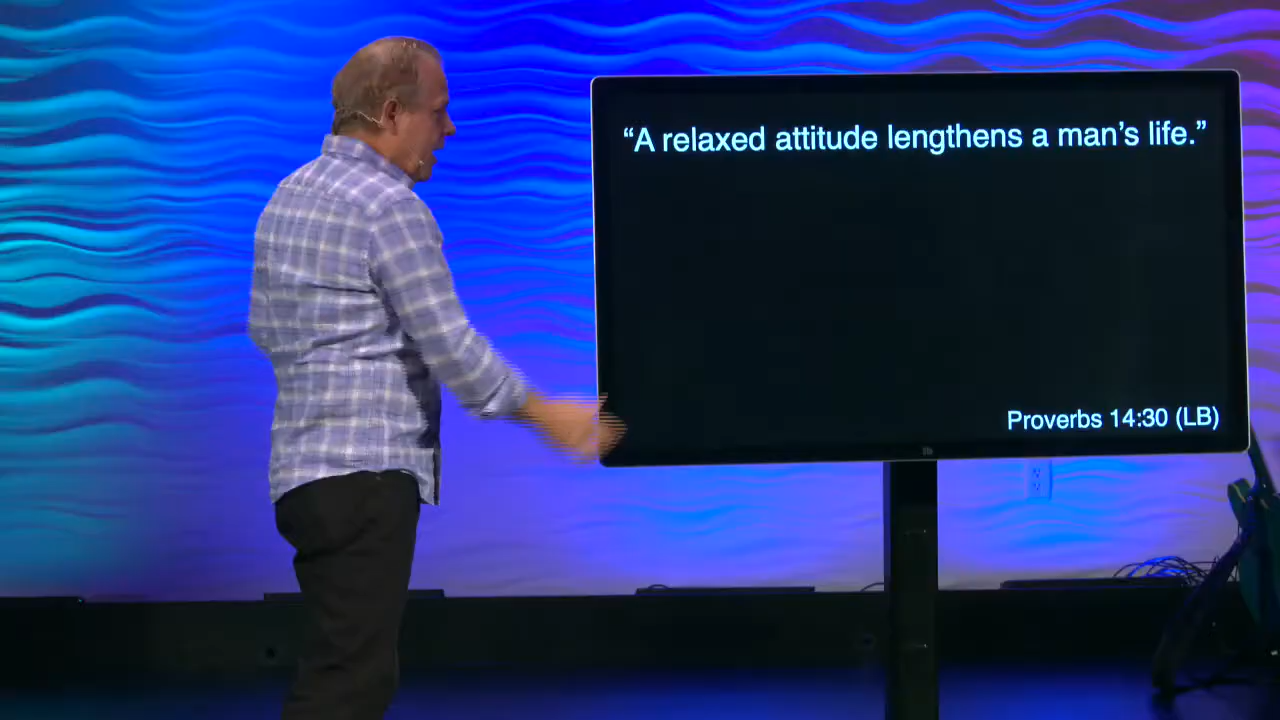 “A relaxed attitude lengthens a man’s life.”
Proverbs 14:30 (LB)